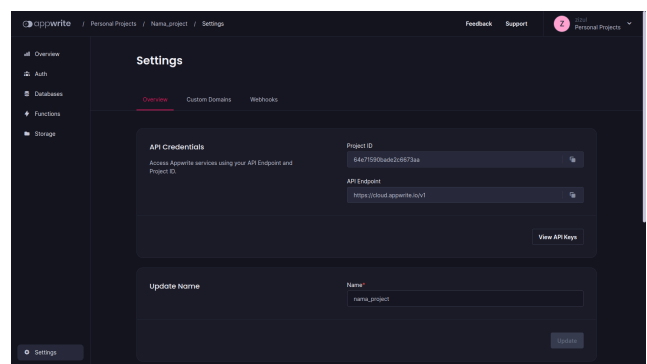 appwrite / Personal Projects / Nama_project / Settings
Feedback Support Z zizul
Personal Projects
Overview
Auth
Databases
Functions
Storage
Settings
Settings
Overview Custom Domains Webhooks
API Credentials
Access Appwrite services using your API Endpoint and
Project ID.
Project ID
64e71590bade2c6673aa
API Endpoint
https://cloud.appwrite.io/v1
View API Keys
Update Name
Name*
nama_project
Update